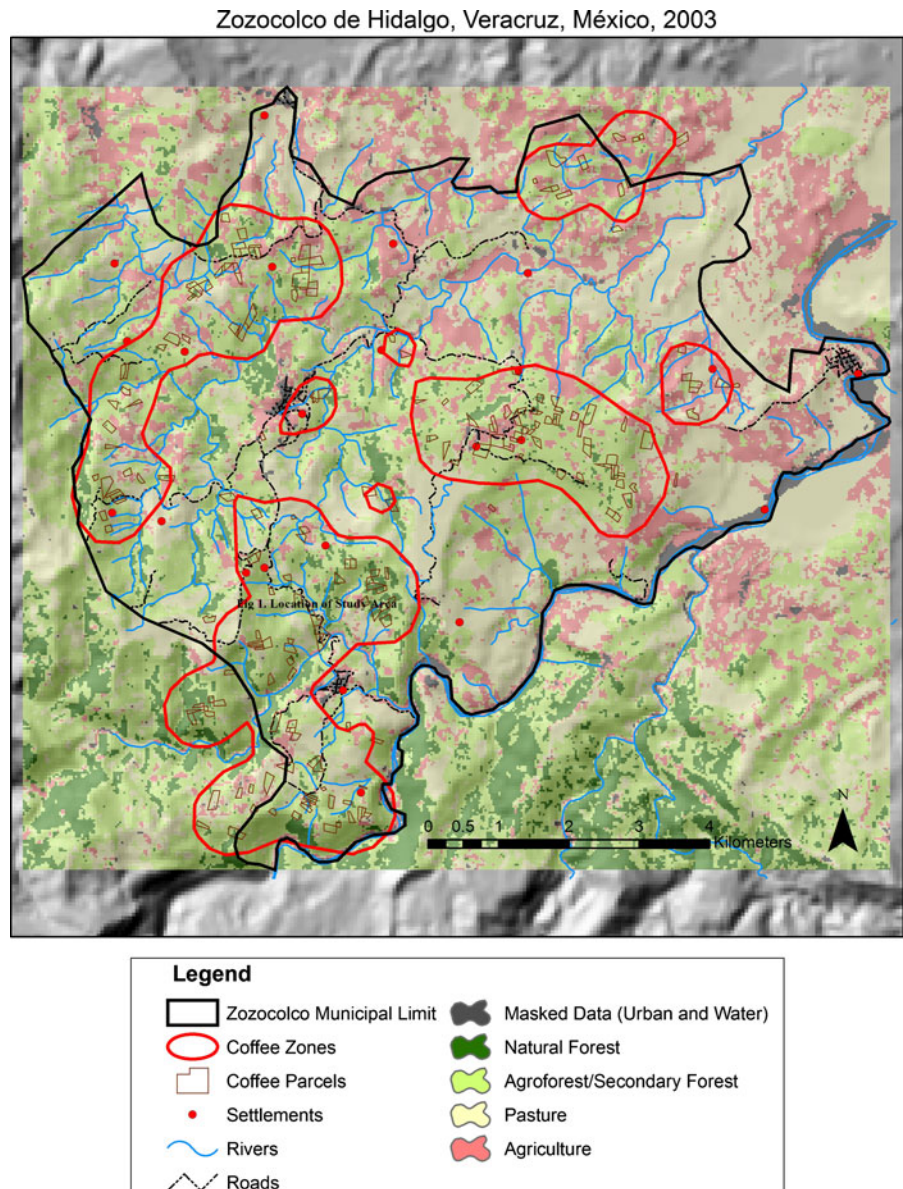 Zozocolco de Hidalgo, Veracruz, México, 2003
Fig 1. Location of Study Area
N
0 0.5 1 2 3 4
Kilometers
Legend
Zozocolco Municipal Limit
Coffee Zones
Coffee Parcels
Settlements
Rivers
Roads
Masked Data (Urban and Water)
Natural Forest
Agroforest/Secondary Forest
Pasture
Agriculture